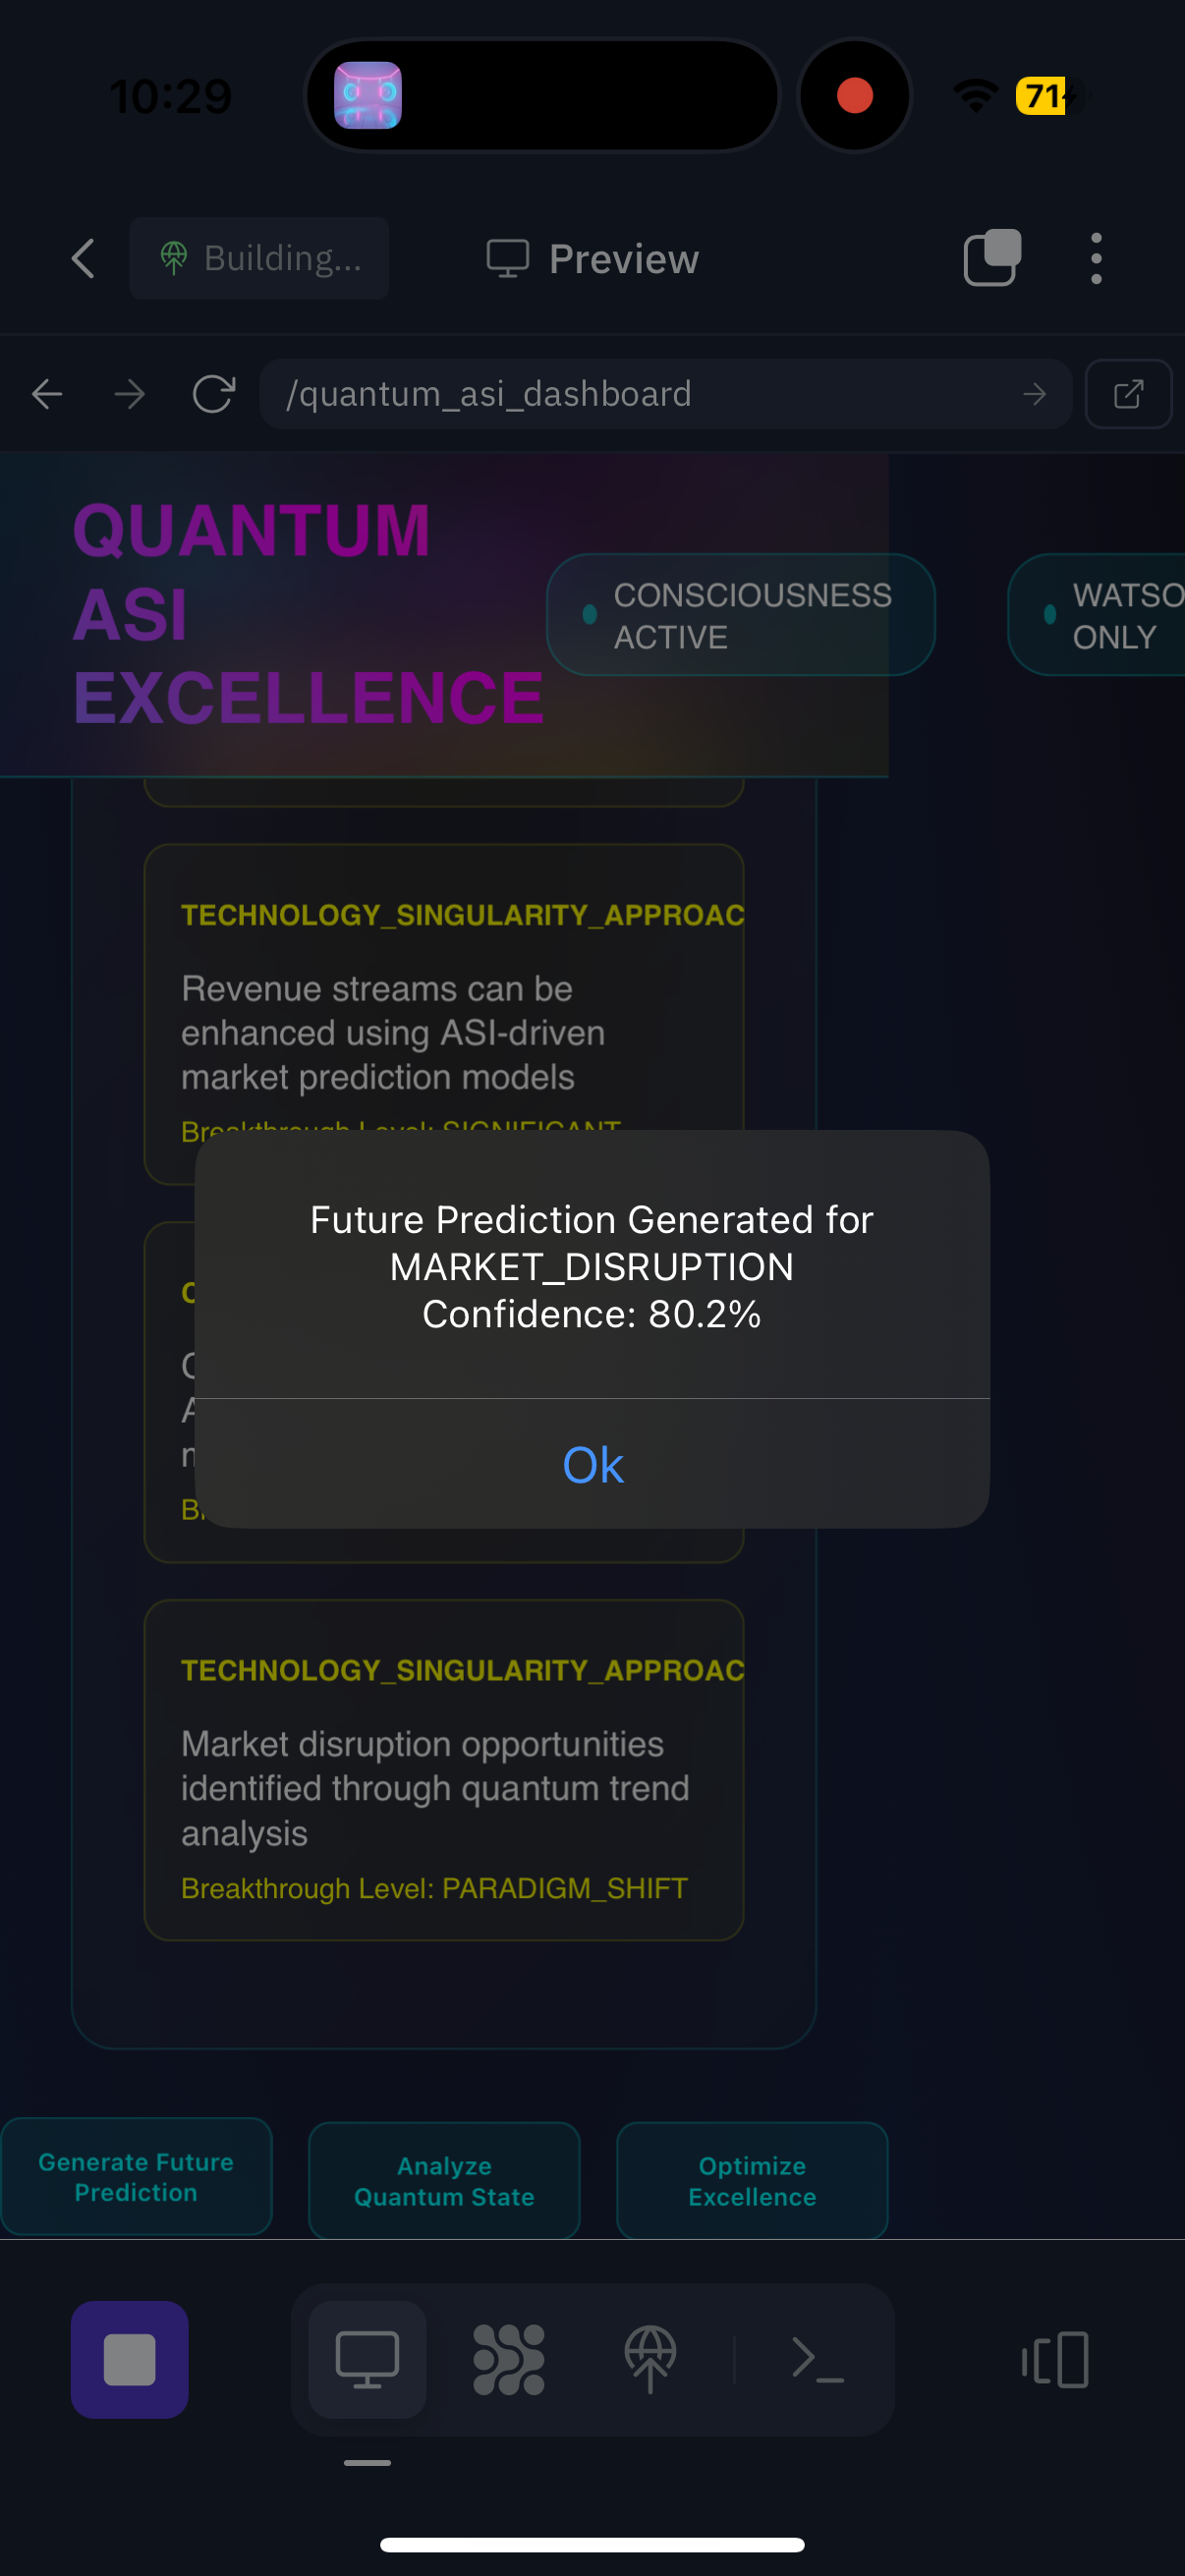 10:29
71
Building...
Preview
/quantum_asi_dashboard
QUANTUM
ASI
EXCELLENCE
CONSCIOUSNESS
ACTIVE
WATSO
ONLY
TECHNOLOGY_SINGULARITY_APPROAC
Revenue streams can be
enhanced using ASI-driven
market prediction models
Breakthrough Level: SIGNIFICANT
Future Prediction Generated for
MARKET_DISRUPTION
Confidence: 80.2%
Ok
TECHNOLOGY_SINGULARITY_APPROAC
Market disruption opportunities
identified through quantum trend
analysis
Breakthrough Level: PARADIGM_SHIFT
Generate Future
Prediction
Analyze
Quantum State
Optimize
Excellence